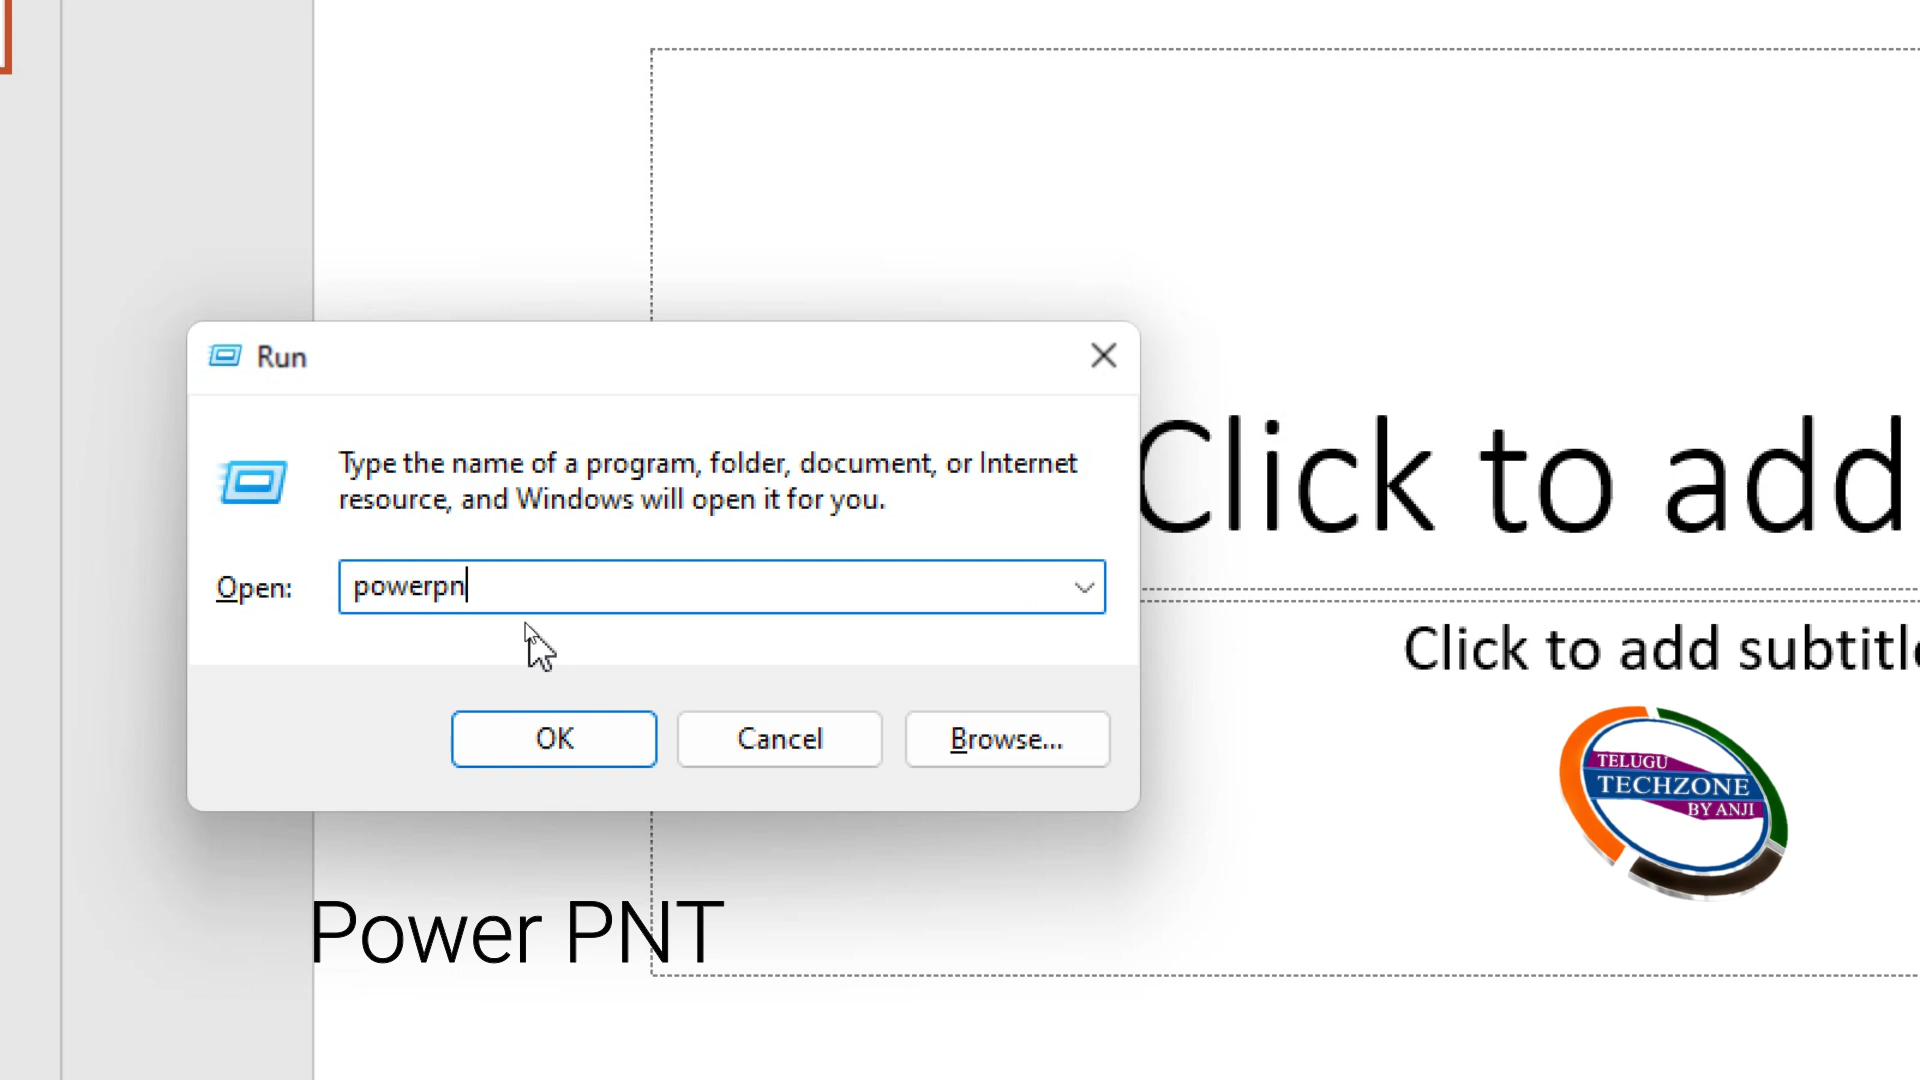 Run
Type the name of a program, folder, document, or Internet
resource, and Windows will open it for you.
Open:
powerpn
OK
Cancel
Browse...
Click to add
Click to add subtitle
TELUGU
TECHZONE
BY ANJI
Power PNT